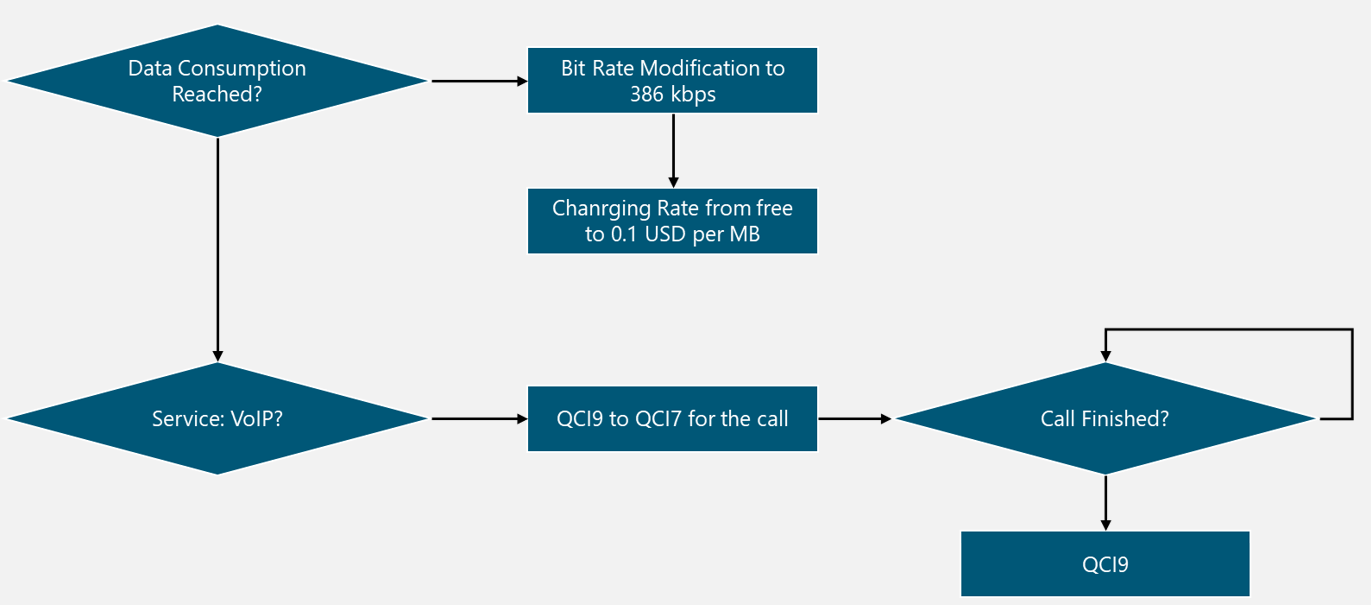 Data Consumption
Reached?
Bit Rate Modification to
386 kbps
Chanrging Rate from free
to 0.1 USD per MB
Service: VoIP?
QCI9 to QCI7 for the call
Call Finished?
QCI9